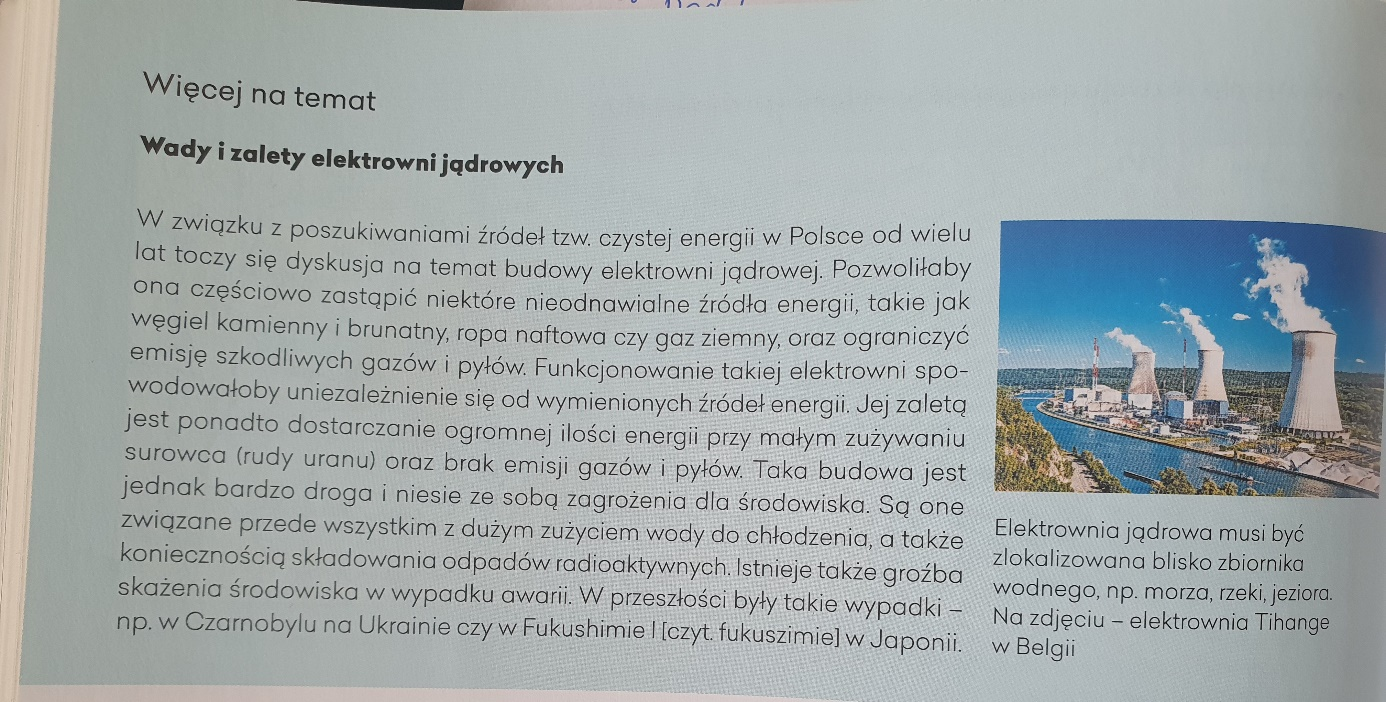 Więcej na temat
Wady i zalety elektrowni jądrowych
W związku z poszukiwaniami źródeł tzw. czystej energii w Polsce od wielu
lat toczy się dyskusja na temat budowy elektrowni jądrowej. Pozwoliłaby
ona częściowo zastąpić niektóre nieodnawialne źródła energii, takie jak
węgiel kamienny i brunatny, ropa naftowa czy gaz ziemny, oraz ograniczyć
emisję szkodliwych gazów i pyłów. Funkcjonowanie takiej elektrowni spo-
wodowałoby uniezależnienie się od wymienionych źródeł energii. Jej zaletą
jest ponadto dostarczanie ogromnej ilości energii przy małym zużywaniu
surowca (rudy uranu) oraz brak emisji gazów i pyłów. Taka budowa jest
jednak bardzo droga i niesie ze sobą zagrożenia dla środowiska. Są one
związane przede wszystkim z dużym zużyciem wody do chłodzenia, a także
koniecznością składowania odpadów radioaktywnych. Istnieje także groźba
skażenia środowiska w wypadku awarii. W przeszłości były takie wypadki –
np. w Czarnobylu na Ukrainie czy w Fukushimie I [czyt. fukuszimie] w Japonii.
Elektrownia jądrowa musi być
zlokalizowana blisko zbiornika
wodnego, np. morza, rzeki, jeziora.
Na zdjęciu – elektrownia Tihange
w Belgii